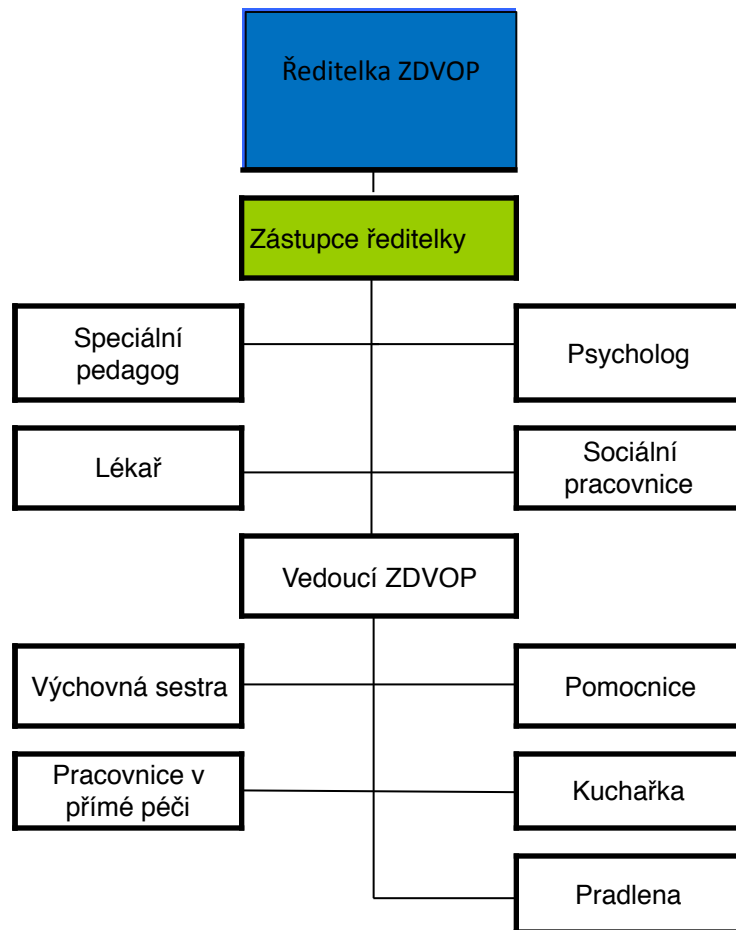 Ředitelka ZDVOP
Zástupce ředitelky
Speciální
pedagog
Psycholog
Lékař
Sociální
pracovnice
Vedoucí ZDVOP
Výchovná sestra
Pomocnice
Pracovnice v
přímé péči
Kuchařka
Pradlena